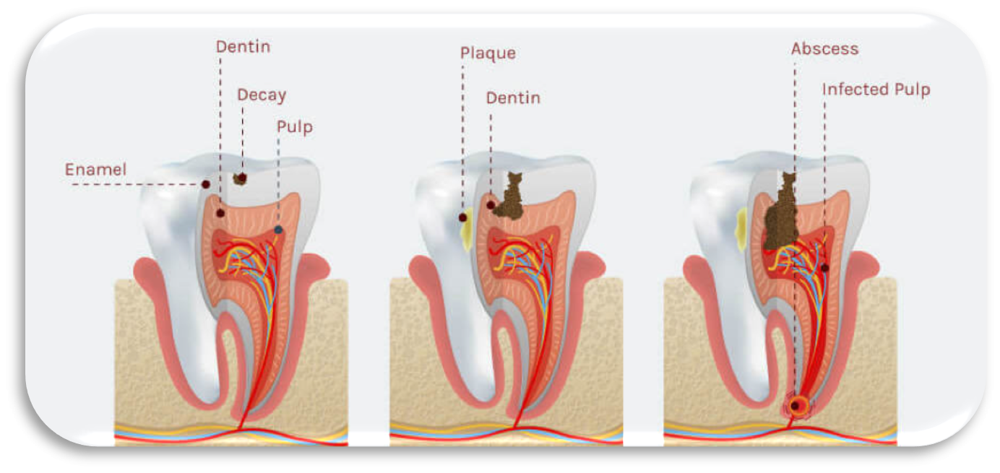 Dentin
Decay
Pulp
Enamel
Plaque
Dentin
Abscess
Infected Pulp